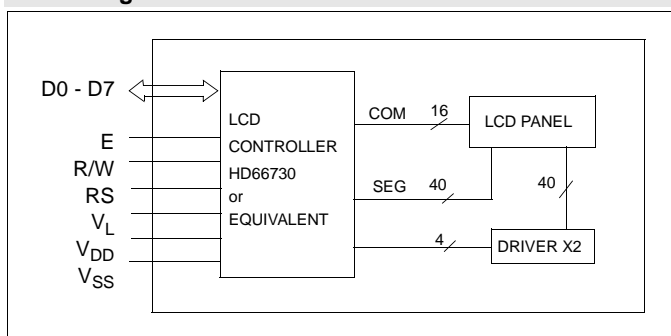 D0 - D7
E
R/W
RS
VL
VDD
VSS
LCD
CONTROLLER
HD66730
or
EQUIVALENT
COM 16
SEG 40
4
LCD PANEL
40
DRIVER X2